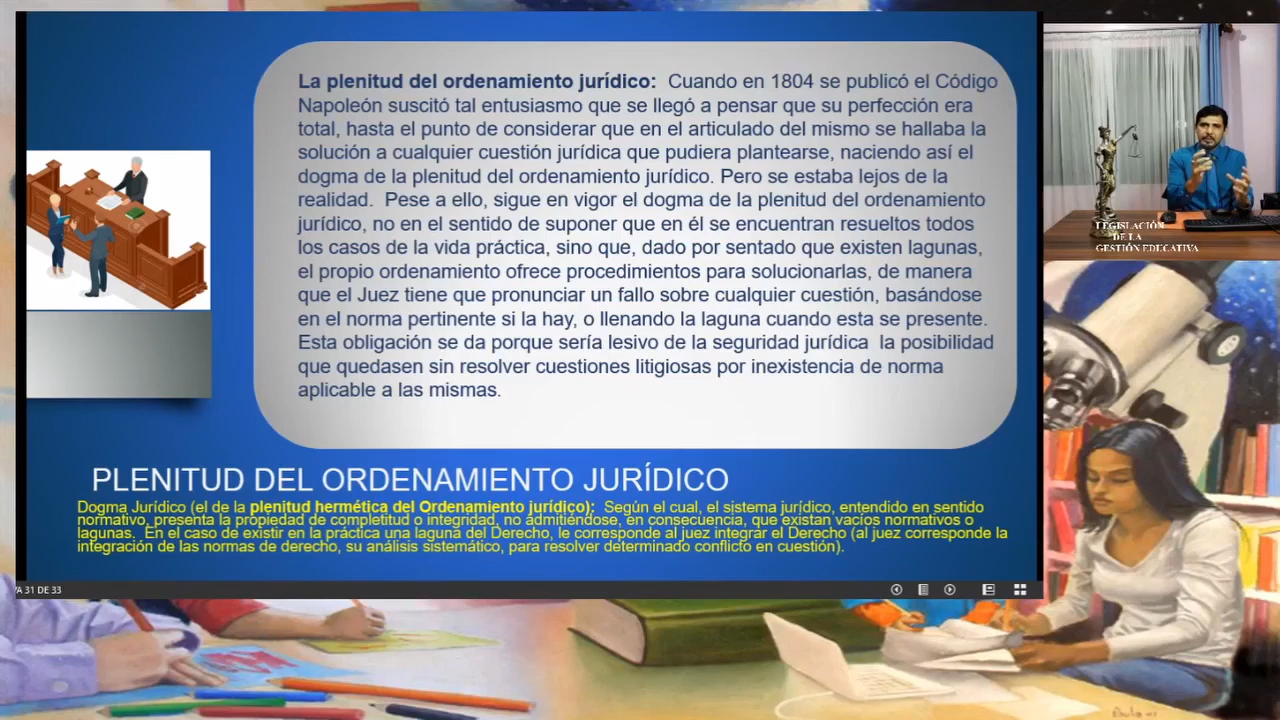 La plenitud del ordenamiento jurídico: Cuando en 1804 se publicó el Código
Napoleón suscitó tal entusiasmo que se llegó a pensar que su perfección era
total, hasta el punto de considerar que en el articulado del mismo se hallaba la
solución a cualquier cuestión jurídica que pudiera plantearse, naciendo así el
dogma de la plenitud del ordenamiento jurídico. Pero se estaba lejos de la
realidad. Pese a ello, sigue en vigor el dogma de la plenitud del ordenamiento
jurídico, no en el sentido de suponer que en él se encuentran resueltos todos
los casos de la vida práctica, sino que, dado por sentado que existen lagunas,
el propio ordenamiento ofrece procedimientos para solucionarlas, de manera
que el Juez tiene que pronunciar un fallo sobre cualquier cuestión, basándose
en el norma pertinente si la hay, o llenando la laguna cuando esta se presente.
Esta obligación se da porque sería lesivo de la seguridad jurídica la posibilidad
que quedasen sin resolver cuestiones litigiosas por inexistencia de norma
aplicable a las mismas.
PLENITUD DEL ORDENAMIENTO JURÍDICO
Dogma Jurídico (el de la plenitud hermética del Ordenamiento jurídico): Según el cual, el sistema jurídico, entendido en sentido
normativo, presenta la propiedad de completitud o integridad, no admitiéndose, en consecuencia, que existan vacíos normativos o
lagunas. En el caso de existir en la práctica una laguna del Derecho, le corresponde al juez integrar el Derecho (al juez corresponde la
integración de las normas de derecho, su análisis sistemático, para resolver determinado conflicto en cuestión).
VA 31 DE 33
LEGISLACIÓN
DE LA
GESTIÓN EDUCATIVA